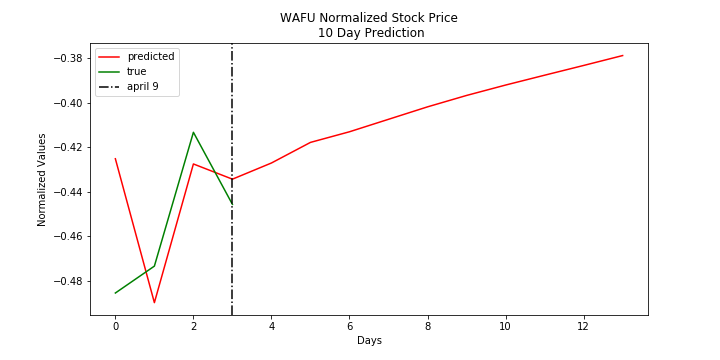 WAFU Normalized Stock Price
10 Day Prediction
predicted
true
april 9
Normalized Values
−0.38
−0.40
−0.42
−0.44
−0.46
−0.48
0 2 4 6 8 10 12
Days